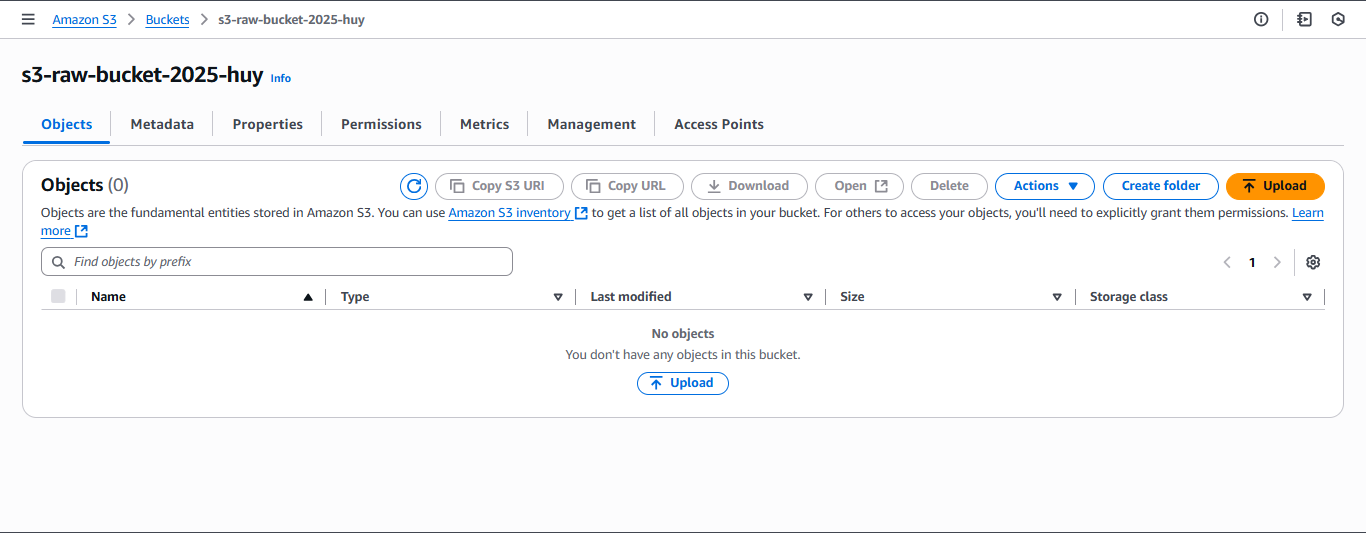 Amazon S3 > Buckets > s3-raw-bucket-2025-huy
s3-raw-bucket-2025-huy Info
Objects Metadata Properties Permissions Metrics Management Access Points
Objects (0) Copy S3 URI Copy URL Download Open Delete Actions Create folder Upload
Objects are the fundamental entities stored in Amazon S3. You can use Amazon S3 inventory to get a list of all objects in your bucket. For others to access your objects, you'll need to explicitly grant them permissions. Learn
more
Find objects by prefix 1
Name Type Last modified Size Storage class
No objects
You don't have any objects in this bucket.
Upload